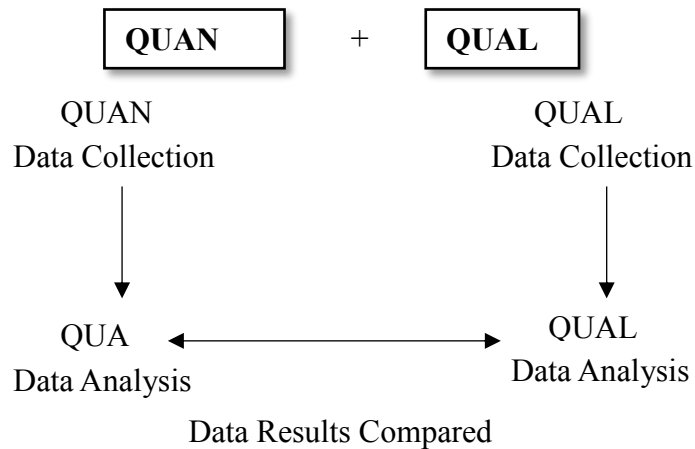 QUAN + QUAL
QUAN
Data Collection
QUAL
Data Collection
QUA
Data Analysis
QUAL
Data Analysis
Data Results Compared